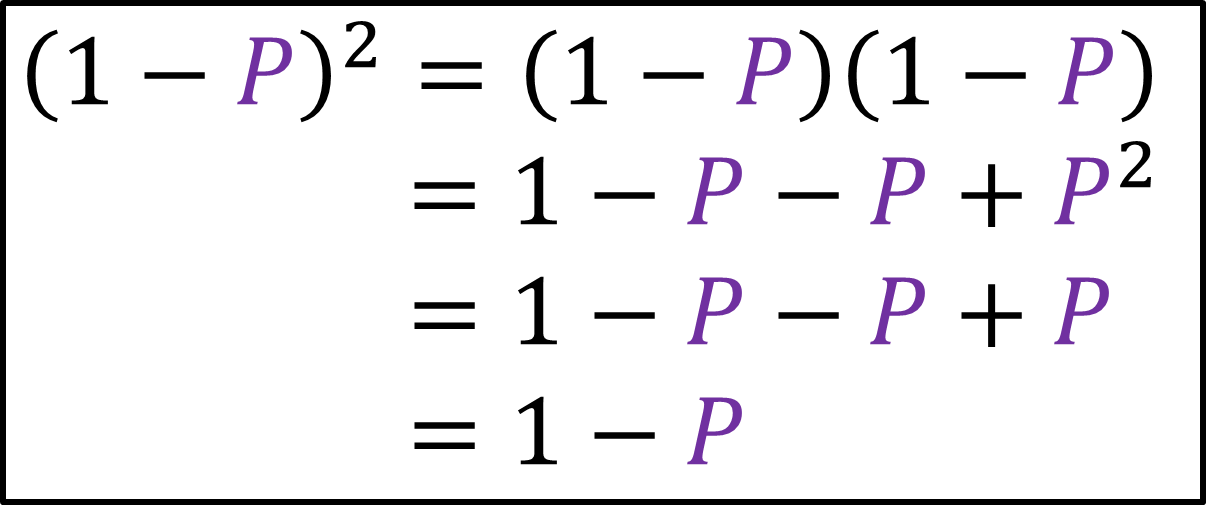 (1 − P)² = (1 − P)(1 − P)
= 1 − P − P + P²
= 1 − P − P + P
= 1 − P